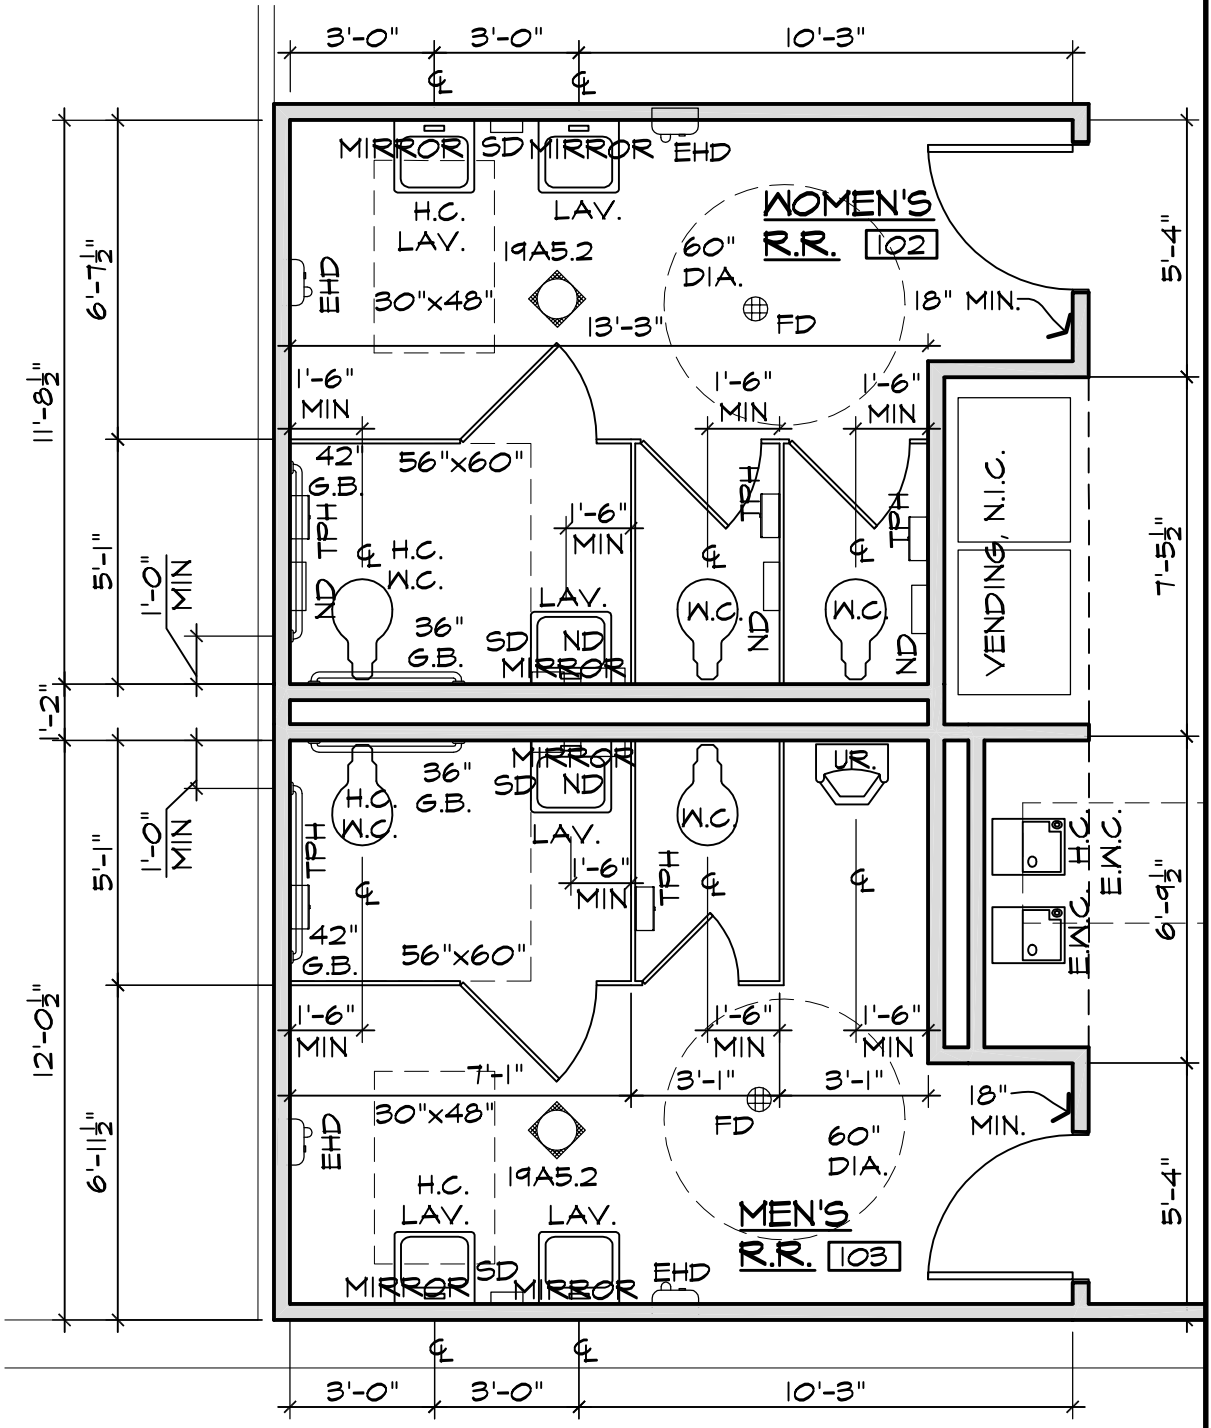 3'-0" 3'-0" 10'-3"
℄ ℄
MIRROR SD MIRROR EHD
H.C.
LAV.
LAV.
WOMEN'S
R.R. 102
60"
DIA.
19A5.2
EHD
30"x48"
FD
18" MIN.
13'-3"
5'-4"
6'-7½"
11'-8½"
1'-6"
MIN
1'-6"
MIN
1'-6"
MIN
42"
G.B.
56"x60"
TPH
TPH
TPH
1'-6"
MIN
℄
H.C.
W.C.
℄
℄
VENDING, N.I.C.
7'-5½"
5'-1"
1'-0"
MIN
ND
LAV.
W.C.
W.C.
36"
G.B.
SD ND
MIRROR
ND
ND
1'-2"
MIRROR
36"
G.B.
SD ND
UR.
H.C.
W.C.
W.C.
LAV.
1'-0"
MIN
5'-1"
TPH
℄
1'-6"
MIN
TPH
℄
℄
H.C.
E.W.C.
E.W.C.
6'-9½"
42"
G.B.
56"x60"
12'-0½"
1'-6"
MIN
1'-6"
MIN
1'-6"
MIN
7'-1"
3'-1" 3'-1"
30"x48"
FD
18"
MIN.
60"
DIA.
EHD
6'-11½"
19A5.2
H.C.
LAV.
LAV.
MEN'S
R.R. 103
5'-4"
MIRROR SD MIRROR EHD
℄ ℄
3'-0" 3'-0" 10'-3"